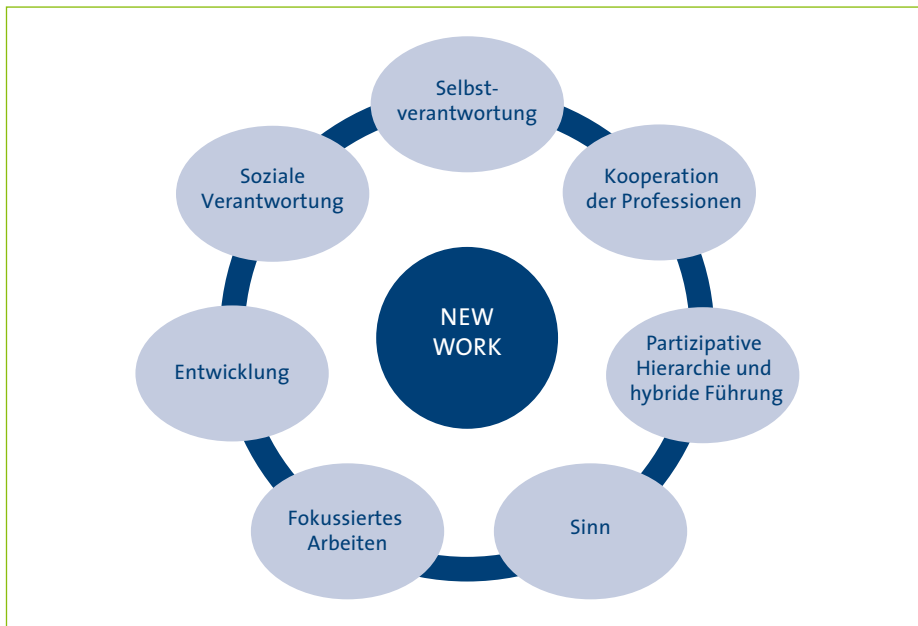 Selbst-
verantwortung
Kooperation
der Professionen
Partizipative
Hierarchie und
hybride Führung
Sinn
Fokussiertes
Arbeiten
Entwicklung
Soziale
Verantwortung
NEW
WORK